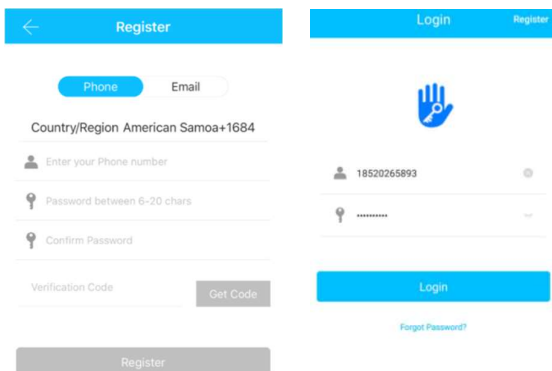 Register
Phone Email
Country/Region American Samoa+1684
Enter your Phone number
Password between 6-20 chars
Confirm Password
Verification Code Get Code
Register
Login Register
18520265893
Login
Forgot Password?